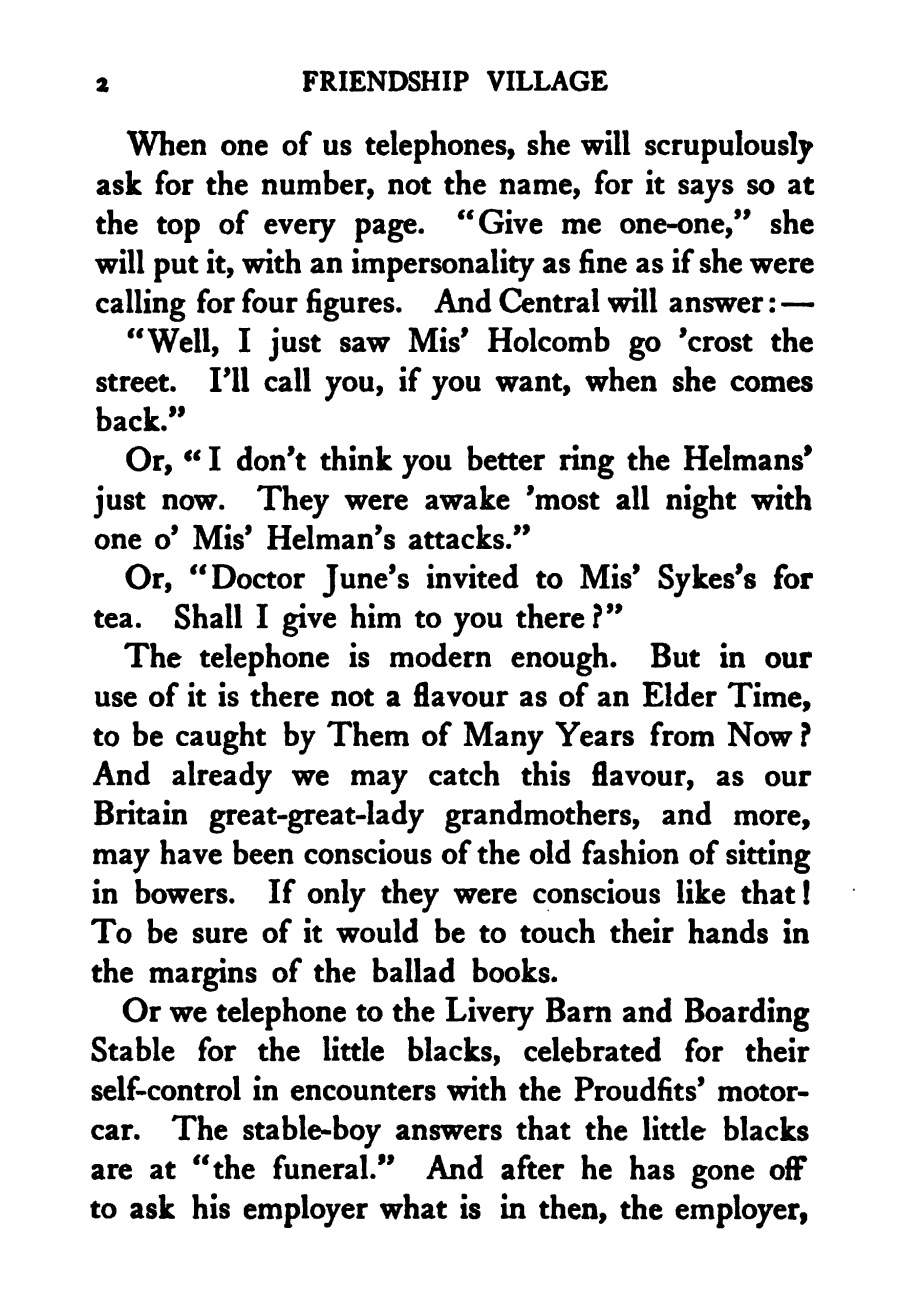 2 FRIENDSHIP VILLAGE
When one of us telephones, she will scrupulously
ask for the number, not the name, for it says so at
the top of every page. "Give me one-one," she
will put it, with an impersonality as fine as if she were
calling for four figures. And Central will answer: —
"Well, I just saw Mis' Holcomb go 'crost the
street. I'll call you, if you want, when she comes
back."
Or, "I don't think you better ring the Helmans'
just now. They were awake 'most all night with
one o' Mis' Helman's attacks."
Or, "Doctor June's invited to Mis' Sykes's for
tea. Shall I give him to you there?"
The telephone is modern enough. But in our
use of it is there not a flavour as of an Elder Time,
to be caught by Them of Many Years from Now?
And already we may catch this flavour, as our
Britain great-great-lady grandmothers, and more,
may have been conscious of the old fashion of sitting
in bowers. If only they were conscious like that!
To be sure of it would be to touch their hands in
the margins of the ballad books.
Or we telephone to the Livery Barn and Boarding
Stable for the little blacks, celebrated for their
self-control in encounters with the Proudfits' motor-
car. The stable-boy answers that the little blacks
are at "the funeral." And after he has gone off
to ask his employer what is in then, the employer,